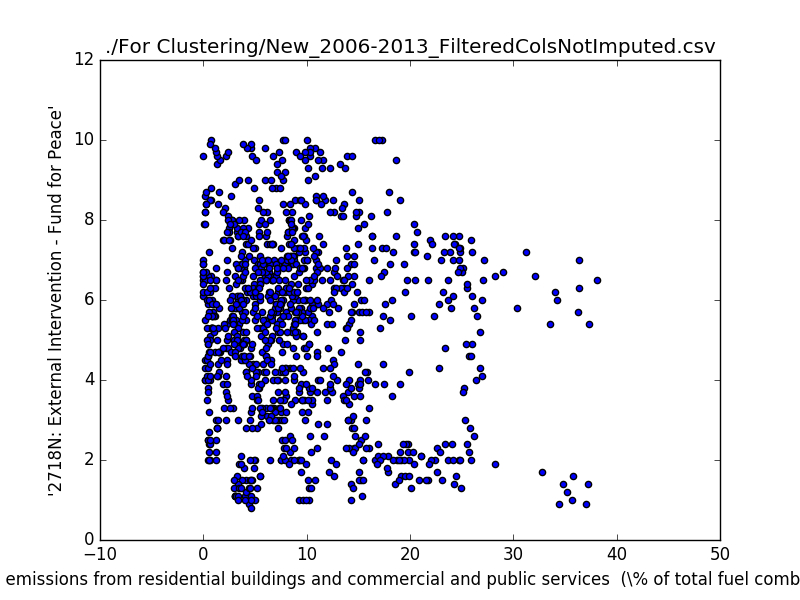 ./For Clustering/New_2006-2013_FilteredColsNotImputed.csv
'2718N: External Intervention - Fund for Peace'
12
10
8
6
4
2
0
−10 0 10 20 30 40 50
emissions from residential buildings and commercial and public services (\% of total fuel comb